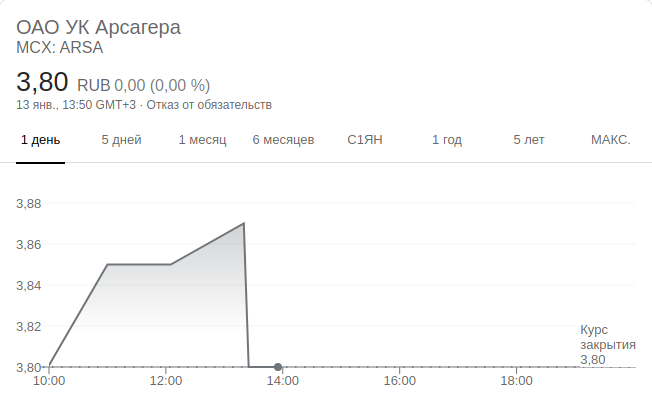 ОАО УК Арсагера
MCX: ARSA
3,80 RUB 0,00 (0,00 %)
13 янв., 13:50 GMT+3 · Отказ от обязательств
1 день 5 дней 1 месяц 6 месяцев С1ЯН 1 год 5 лет МАКС.
3,88
3,86
3,84
3,82
Курс
закрытия
3,80
3,80
10:00 12:00 14:00 16:00 18:00